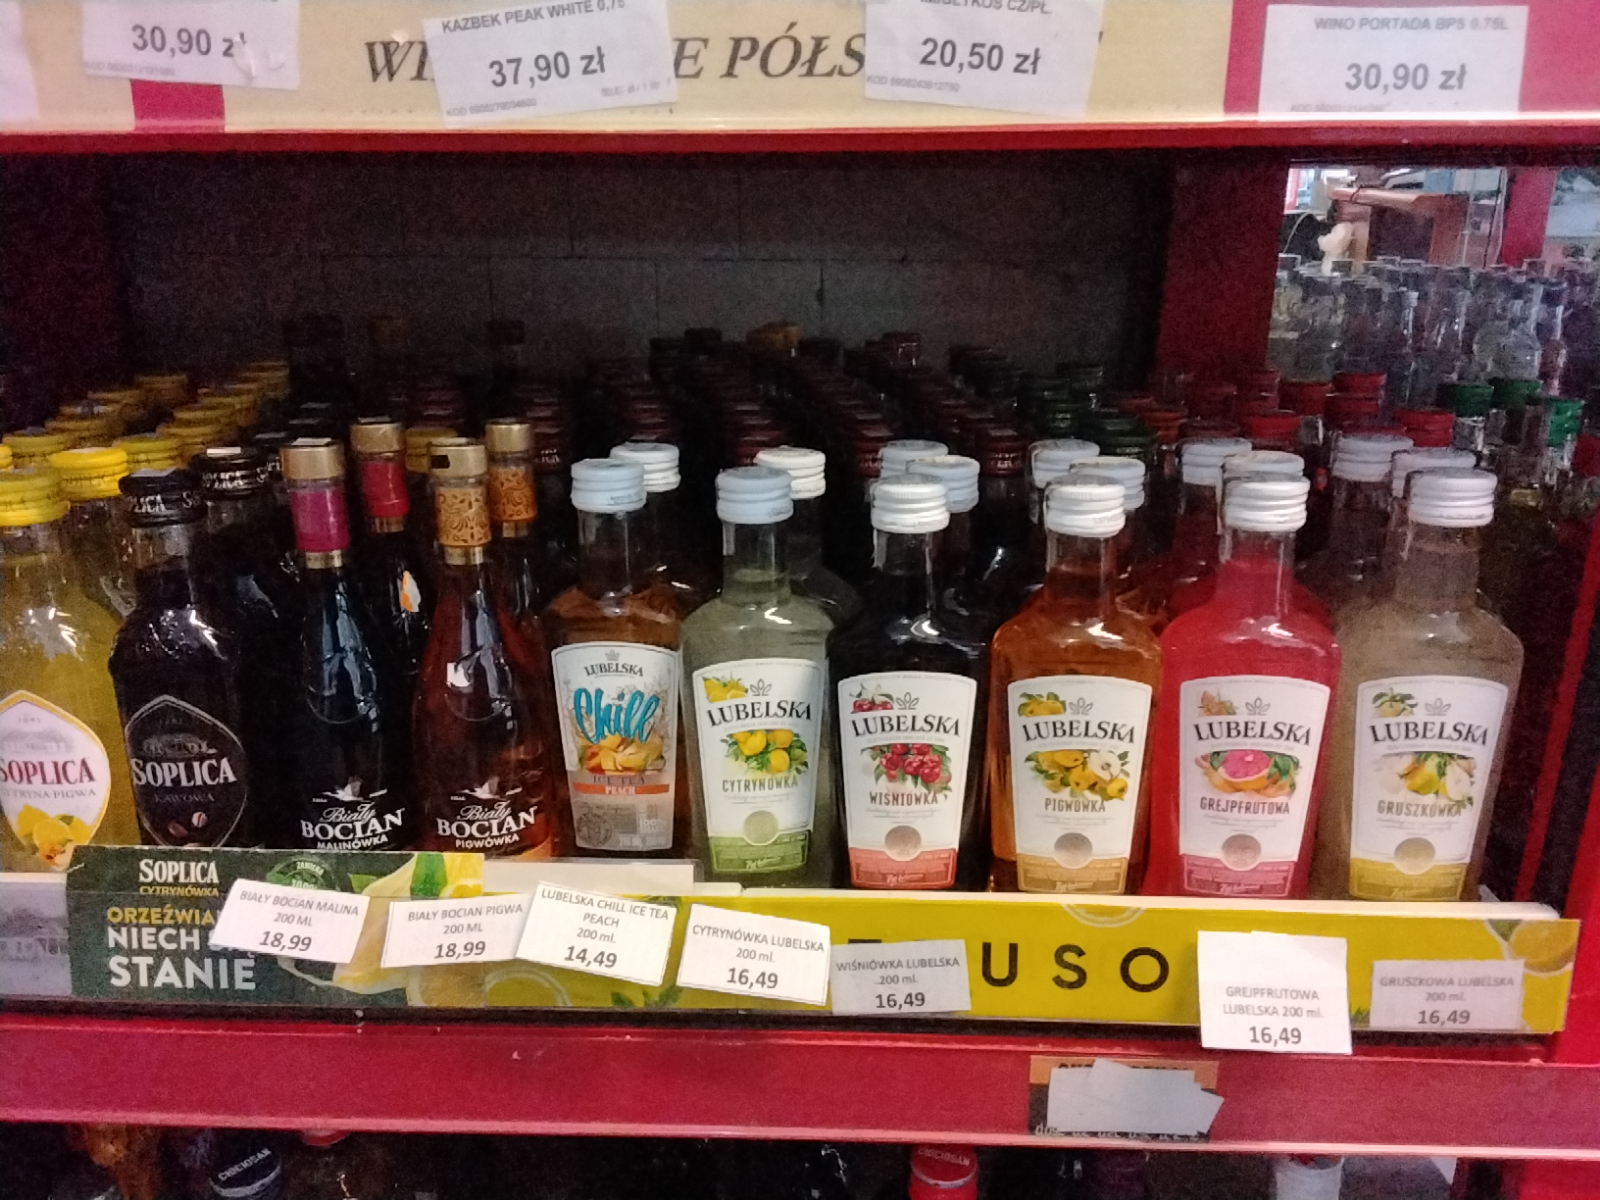 30,90 zł
KAZBEK PEAK WHITE 0,75
37,90 zł
20,50 zł
WINO PORTADA BPS 0.75L
30,90 zł
E PÓŁS
SOPLICA
CYTRYNA-PIGWA
SOPLICA
KAWOWA
Biały
BOCIAN
MALINÓWKA
Biały
BOCIAN
PIGWÓWKA
LUBELSKA
Chill
ICE TEA
PEACH
LUBELSKA
CYTRYNÓWKA
LUBELSKA
WIŚNIÓWKA
LUBELSKA
PIGWÓWKA
LUBELSKA
GREJPFRUTOWA
LUBELSKA
GRUSZKÓWKA
SOPLICA
CYTRYNÓWKA
ORZEŹWIA
NIECH
STANIE
BIAŁY BOCIAN MALINA
200 ML
18,99
BIAŁY BOCIAN PIGWA
200 ML
18,99
LUBELSKA CHILL ICE TEA
PEACH
200 ml.
14,49
CYTRYNÓWKA LUBELSKA
200 ml.
16,49
WIŚNIÓWKA LUBELSKA
200 ml.
16,49
USO
GREJPFRUTOWA
LUBELSKA 200 ml.
16,49
GRUSZKOWA LUBELSKA
200 ml.
16,49